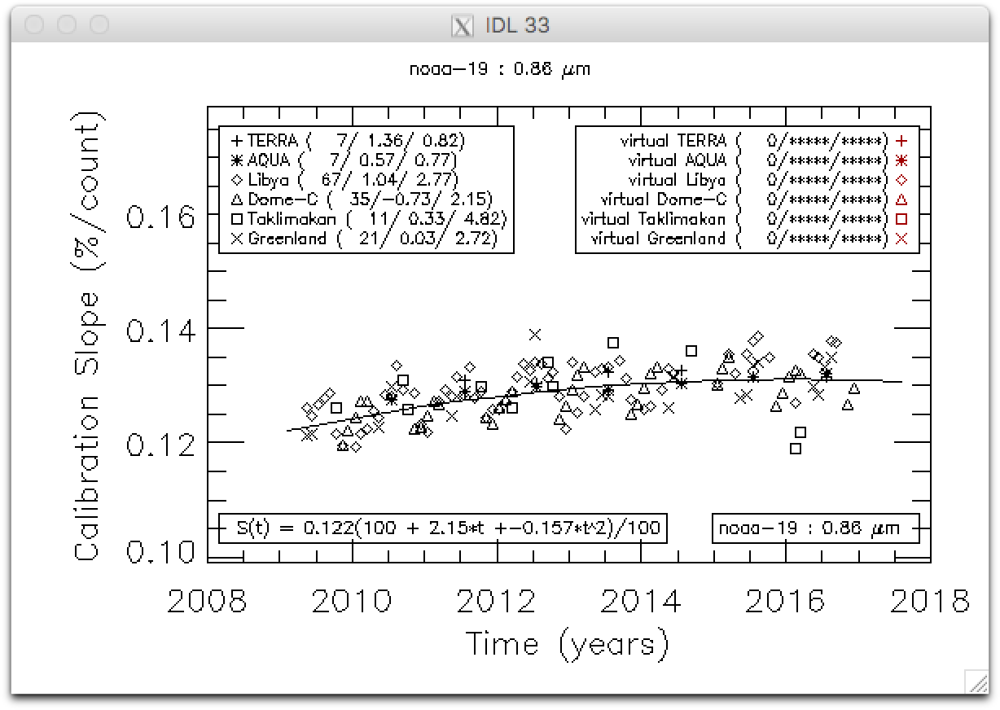 IDL 33
noaa-19 : 0.86 μm
TERRA ( 7/ 1.36/ 0.82)
AQUA ( 7/ 0.57/ 0.77)
Libya ( 67/ 1.04/ 2.77)
Dome-C ( 35/-0.73/ 2.15)
Taklimakan ( 11/ 0.33/ 4.82)
Greenland ( 21/ 0.03/ 2.72)
virtual TERRA ( 0/*****/*****)
virtual AQUA ( 0/*****/*****)
virtual Libya ( 0/*****/*****)
virtual Dome-C ( 0/*****/*****)
virtual Taklimakan ( 0/*****/*****)
virtual Greenland ( 0/*****/*****)
Calibration Slope (%/count)
0.16
0.14
0.12
0.10
S(t) = 0.122(100 + 2.15*t +-0.157*t^2)/100
noaa-19 : 0.86 μm
2008 2010 2012 2014 2016 2018
Time (years)